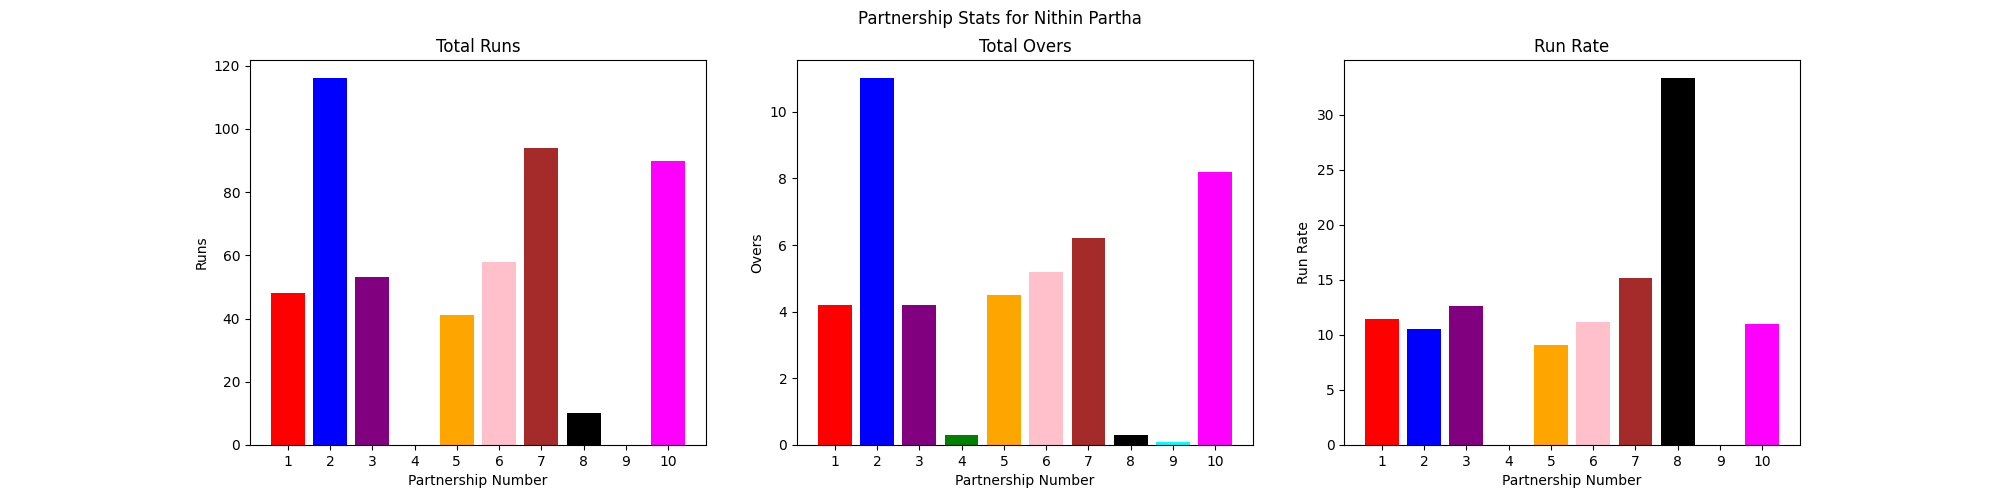 Partnership Stats for Nithin Partha
Total Runs
Total Overs
Run Rate
120
100
80
60
40
20
0
Runs
1 2 3 4 5 6 7 8 9 10
Partnership Number
10
8
6
4
2
0
Overs
1 2 3 4 5 6 7 8 9 10
Partnership Number
30
25
20
15
10
5
0
Run Rate
1 2 3 4 5 6 7 8 9 10
Partnership Number